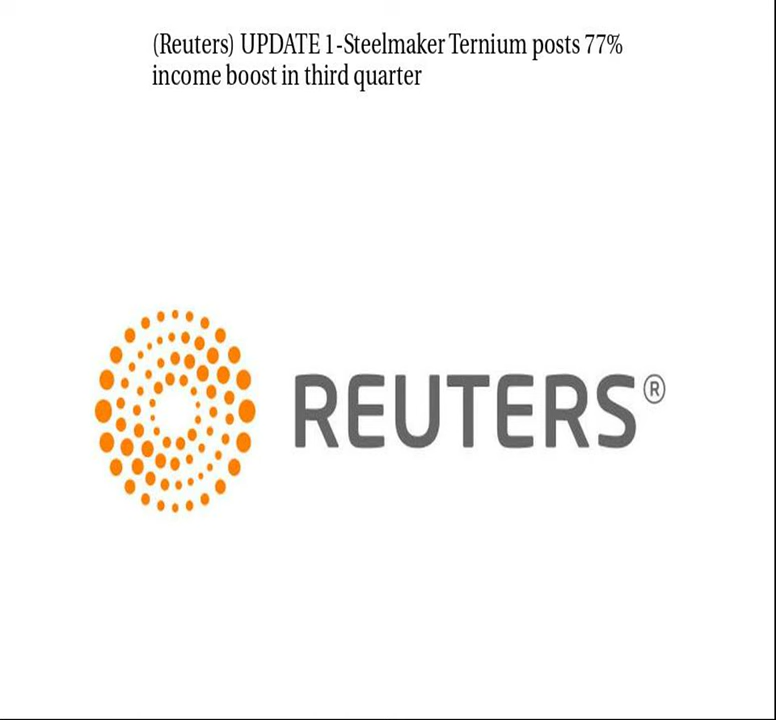 (Reuters) UPDATE 1-Steelmaker Ternium posts 77%
income boost in third quarter
REUTERS®